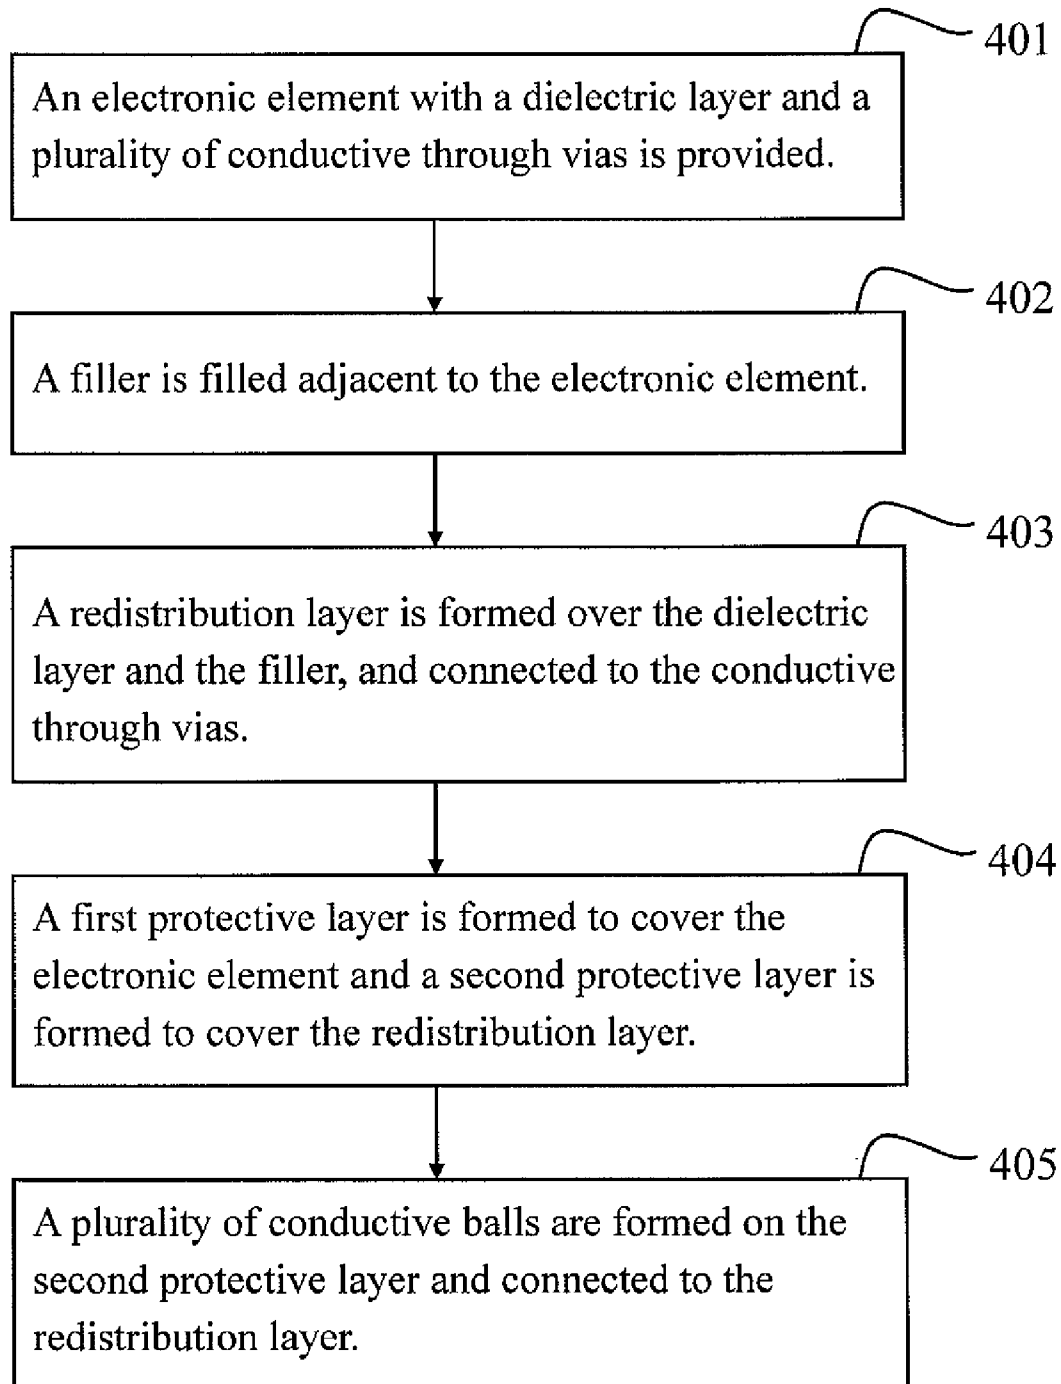 401
An electronic element with a dielectric layer and a
plurality of conductive through vias is provided.
402
A filler is filled adjacent to the electronic element.
403
A redistribution layer is formed over the dielectric
layer and the filler, and connected to the conductive
through vias.
404
A first protective layer is formed to cover the
electronic element and a second protective layer is
formed to cover the redistribution layer.
405
A plurality of conductive balls are formed on the
second protective layer and connected to the
redistribution layer.